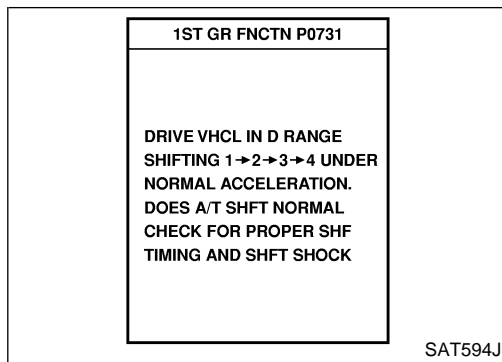 1ST GR FNCTN P0731
DRIVE VHCL IN D RANGE
SHIFTING 1→2→3→4 UNDER
NORMAL ACCELERATION.
DOES A/T SHFT NORMAL
CHECK FOR PROPER SHF
TIMING AND SHFT SHOCK
SAT594J